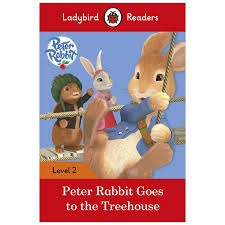 Ladybird Readers
Peter Rabbit
Level 2
Peter Rabbit Goes
to the Treehouse